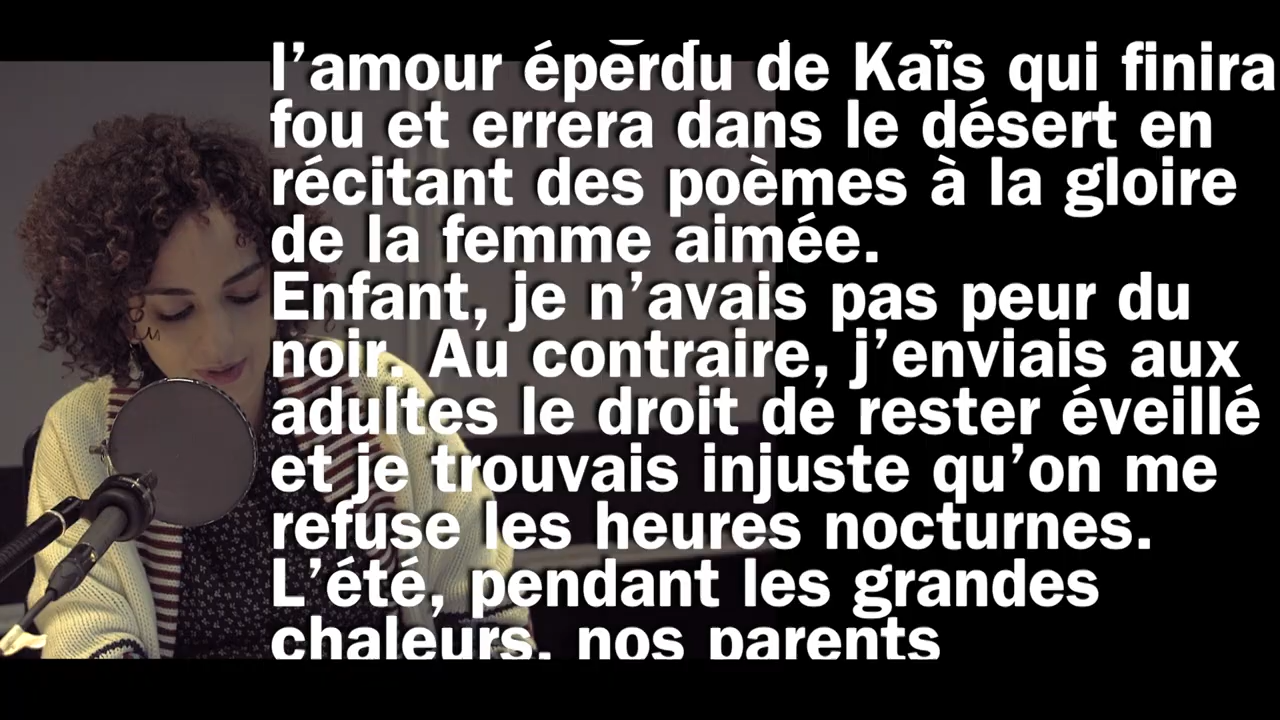 l’amour éperdu de Kaïs qui finira
fou et errera dans le désert en
récitant des poèmes à la gloire
de la femme aimée.
Enfant, je n’avais pas peur du
noir. Au contraire, j’enviais aux
adultes le droit de rester éveillé
et je trouvais injuste qu’on me
refuse les heures nocturnes.
L’été, pendant les grandes
chaleurs, nos parents